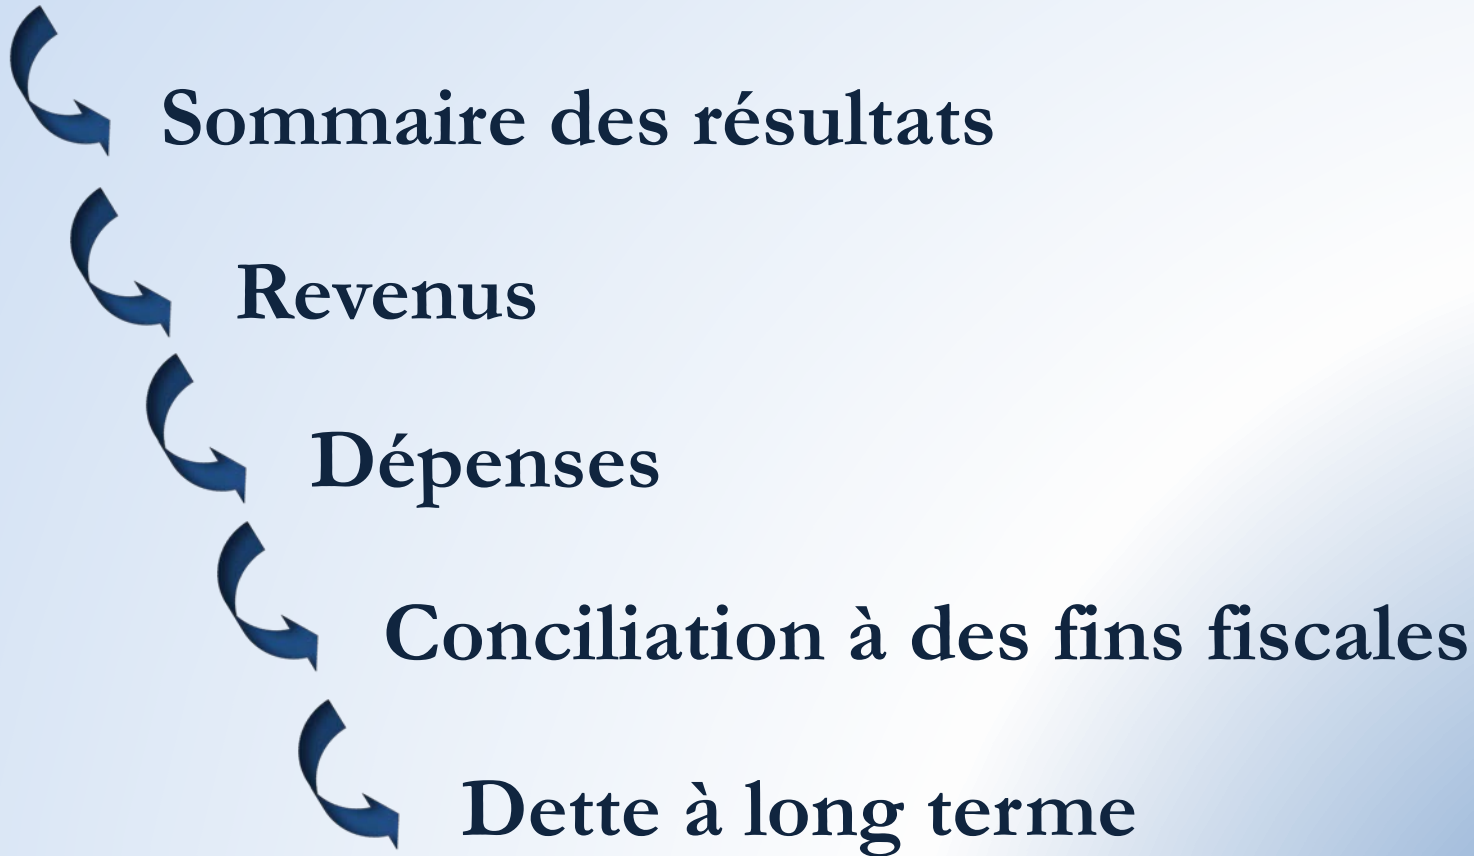 Sommaire des résultats
Revenus
Dépenses
Conciliation à des fins fiscales
Dette à long terme